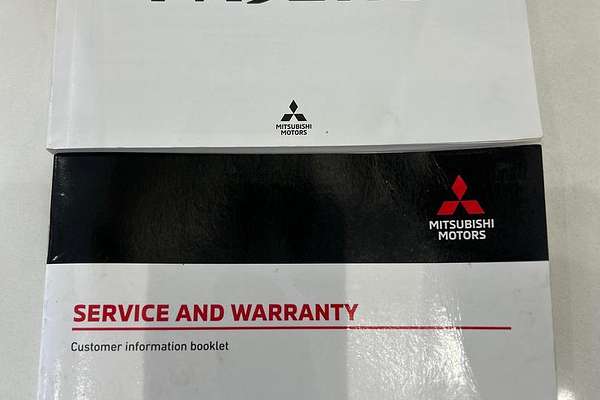 MITSUBISHI
MOTORS
MITSUBISHI
MOTORS
SERVICE AND WARRANTY
Customer information booklet